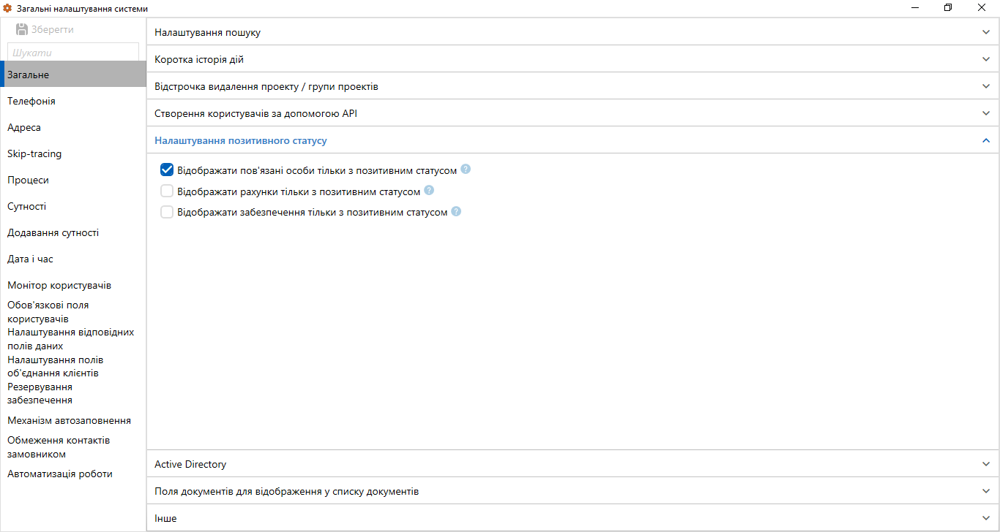 Загальні налаштування системи
Зберегти
Шукати
Загальне
Телефонія
Адреса
Skip-tracing
Процеси
Сутності
Додавання сутності
Дата і час
Монітор користувачів
Обов'язкові поля
користувачів
Налаштування відповідних
полів даних
Налаштування полів
об'єднання клієнтів
Резервування
забезпечення
Механізм автозаповнення
Обмеження контактів
замовником
Автоматизація роботи
Налаштування пошуку
Коротка історія дій
Відстрочка видалення проекту / групи проектів
Створення користувачів за допомогою API
Налаштування позитивного статусу
Відображати пов'язані особи тільки з позитивним статусом ?
Відображати рахунки тільки з позитивним статусом ?
Відображати забезпечення тільки з позитивним статусом ?
Active Directory
Поля документів для відображення у списку документів
Інше